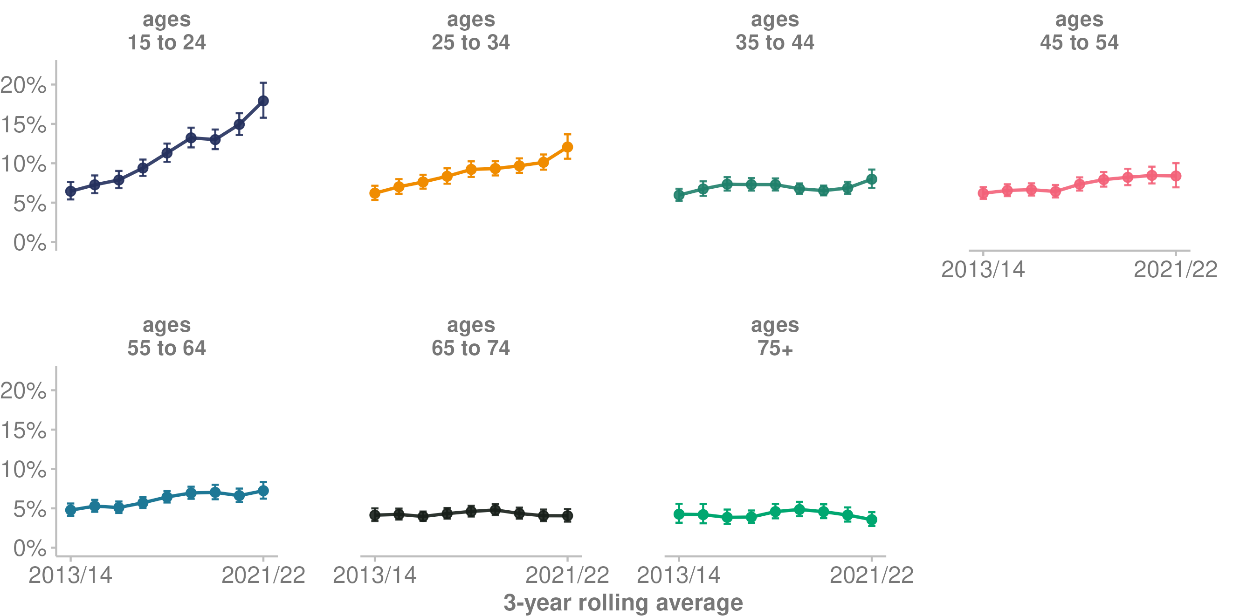 ages ages ages ages
15 to 24 25 to 34 35 to 44 45 to 54
20%
15%
10%
5%
0%
2013/14 2021/22
ages ages ages
55 to 64 65 to 74 75+
20%
15%
10%
5%
0%
2013/14 2021/22 2013/14 2021/22 2013/14 2021/22
3-year rolling average